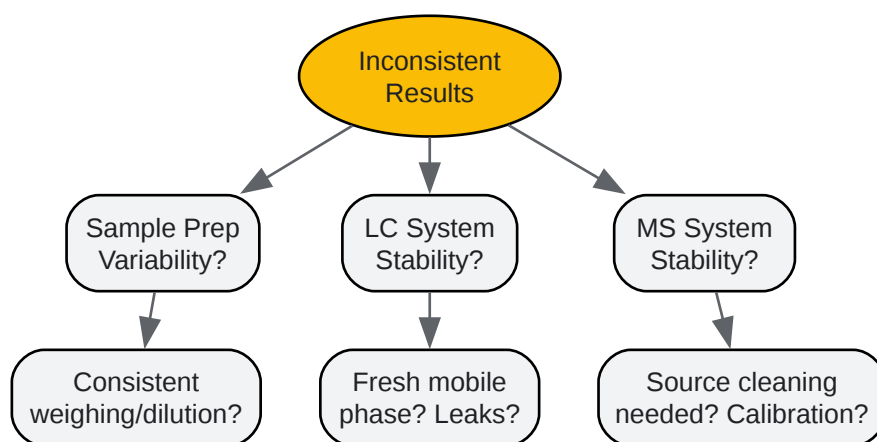 Inconsistent
Results
Sample Prep
Variability?
LC System
Stability?
MS System
Stability?
Consistent
weighing/dilution?
Fresh mobile
phase? Leaks?
Source cleaning
needed? Calibration?